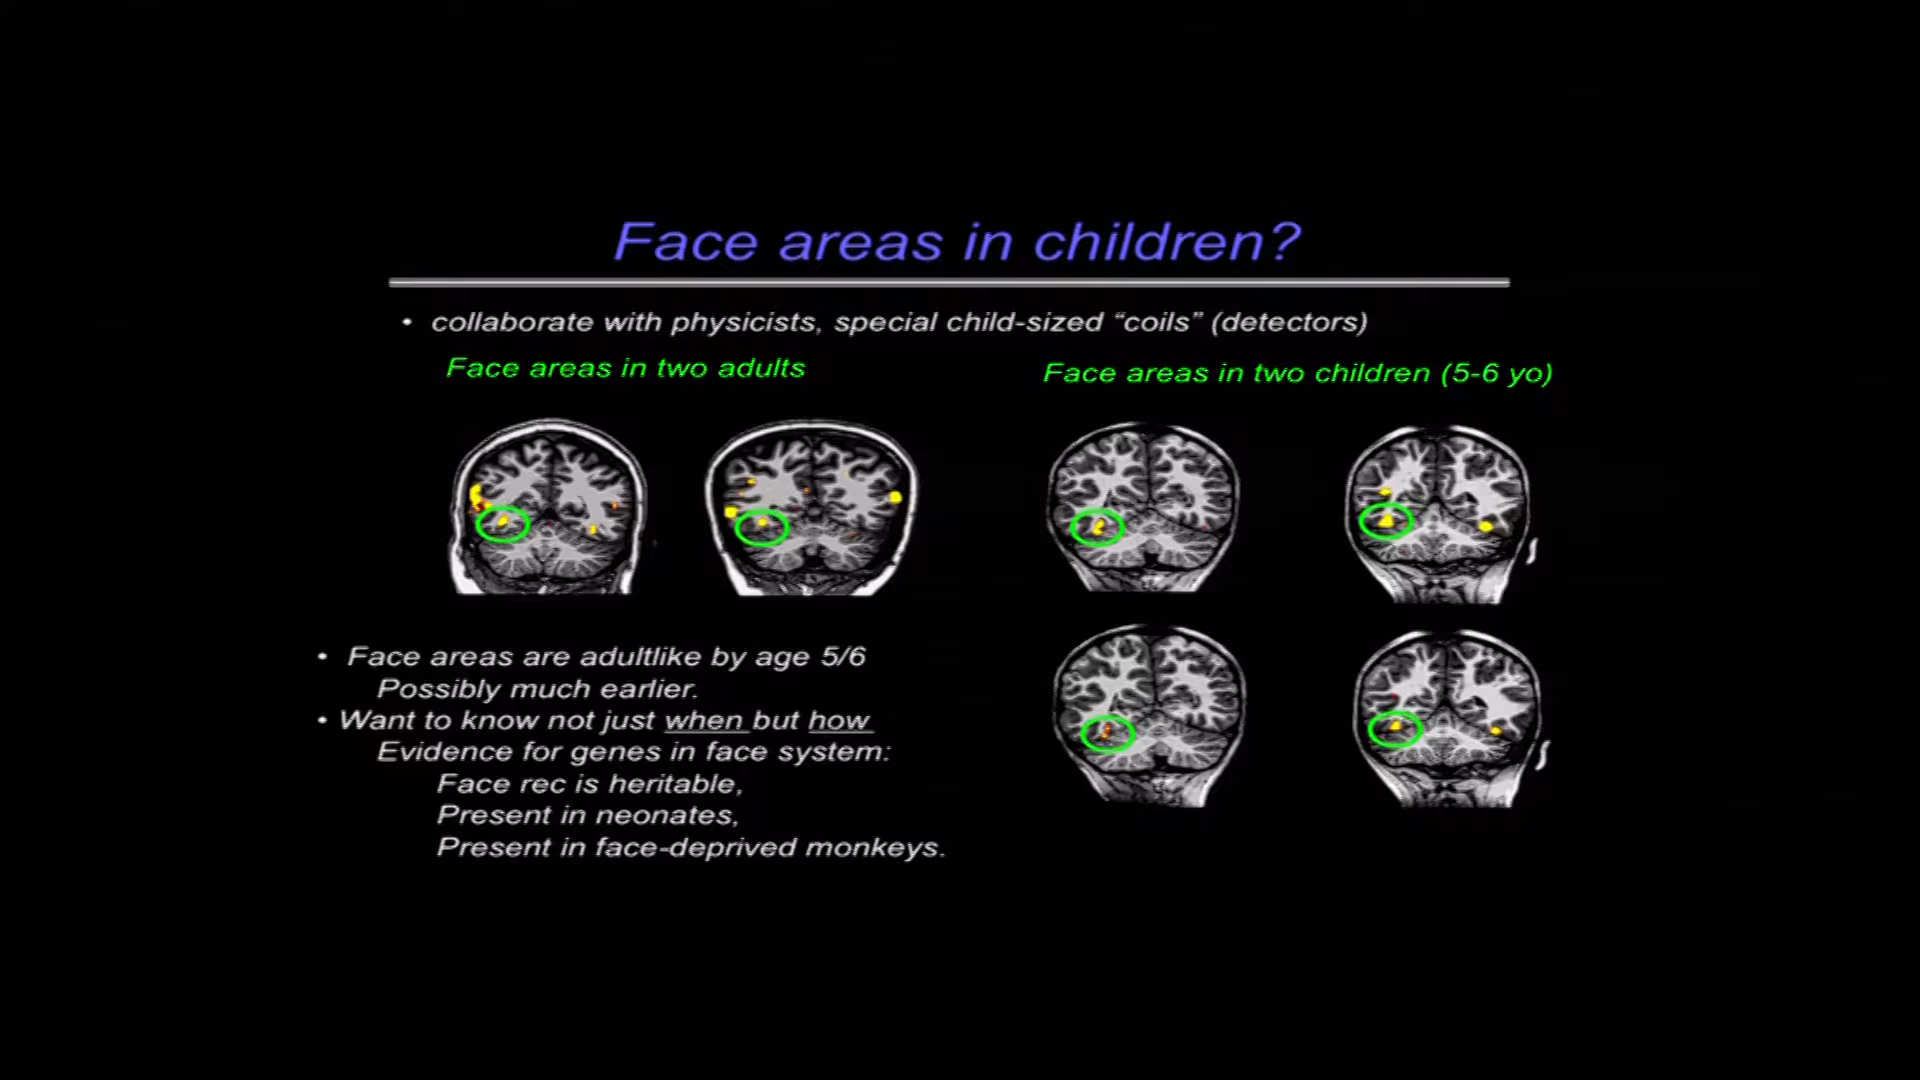 Face areas in children?
• collaborate with physicists, special child-sized “coils” (detectors)
Face areas in two adults
Face areas in two children (5-6 yo)
• Face areas are adultlike by age 5/6
Possibly much earlier.
• Want to know not just when but how
Evidence for genes in face system:
Face rec is heritable,
Present in neonates,
Present in face-deprived monkeys.